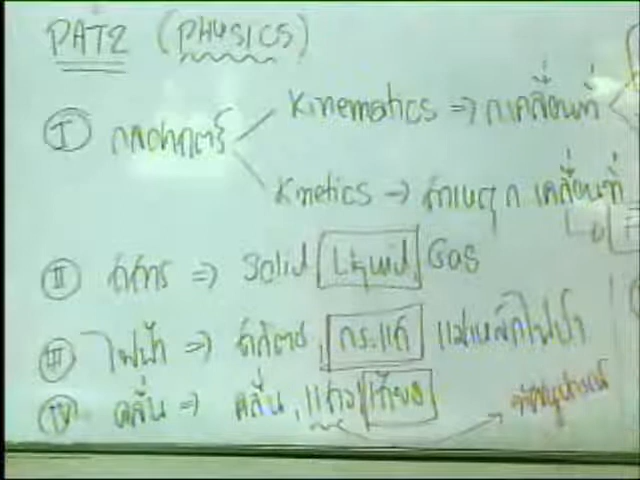 PAT2 (PHYSICS)
I กลศาสตร์
Kinematics => ก.เคลื่อนที่
Kinetics -> สาเหตุ ก.เคลื่อนที่
II สสาร => Solid Liquid, Gas
III ไฟฟ้า => สถิตย์, กระแส แม่เหล็กไฟฟ้า
IV คลื่น => คลื่น, แสง เสียง